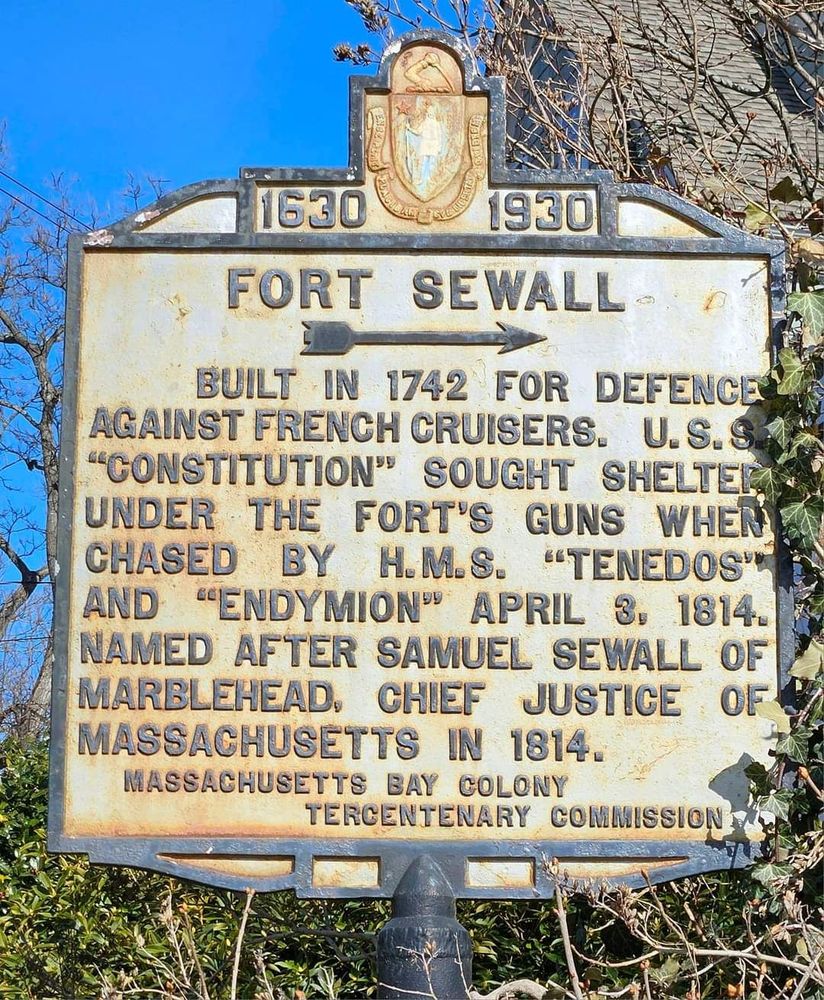 1630 1930
FORT SEWALL
BUILT IN 1742 FOR DEFENCE
AGAINST FRENCH CRUISERS. U.S.S.
“CONSTITUTION” SOUGHT SHELTER
UNDER THE FORT'S GUNS WHEN
CHASED BY H.M.S. “TENEDOS”
AND “ENDYMION” APRIL 3, 1814.
NAMED AFTER SAMUEL SEWALL OF
MARBLEHEAD, CHIEF JUSTICE OF
MASSACHUSETTS IN 1814.
MASSACHUSETTS BAY COLONY
TERCENTENARY COMMISSION